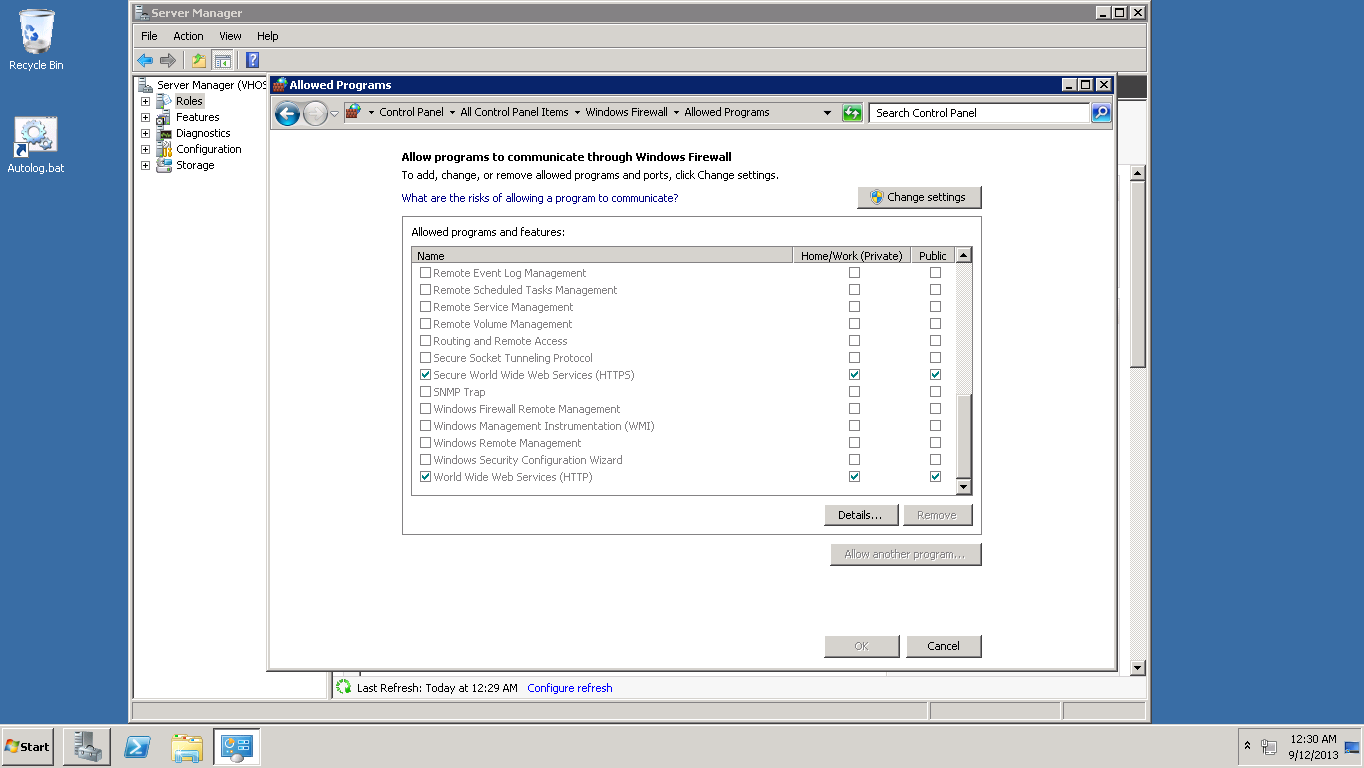 Recycle Bin
Autolog.bat
Server Manager
File Action View Help
Server Manager (VHOS
Roles
Features
Diagnostics
Configuration
Storage
Allowed Programs
Control Panel All Control Panel Items Windows Firewall Allowed Programs
Search Control Panel
Allow programs to communicate through Windows Firewall
To add, change, or remove allowed programs and ports, click Change settings.
What are the risks of allowing a program to communicate?
Change settings
Allowed programs and features:
Name Home/Work (Private) Public
Remote Event Log Management
Remote Scheduled Tasks Management
Remote Service Management
Remote Volume Management
Routing and Remote Access
Secure Socket Tunneling Protocol
Secure World Wide Web Services (HTTPS)
SNMP Trap
Windows Firewall Remote Management
Windows Management Instrumentation (WMI)
Windows Remote Management
Windows Security Configuration Wizard
World Wide Web Services (HTTP)
Details... Remove
Allow another program...
OK Cancel
Last Refresh: Today at 12:29 AM Configure refresh
Start
12:30 AM
9/12/2013